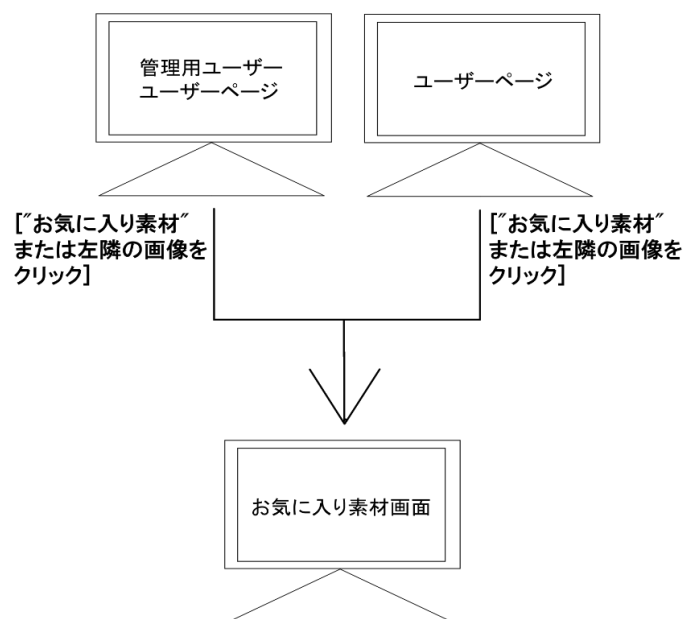 管理用ユーザー
ユーザーページ
ユーザーページ
["お気に入り素材"
または左隣の画像を
クリック]
["お気に入り素材"
または左隣の画像を
クリック]
お気に入り素材画面